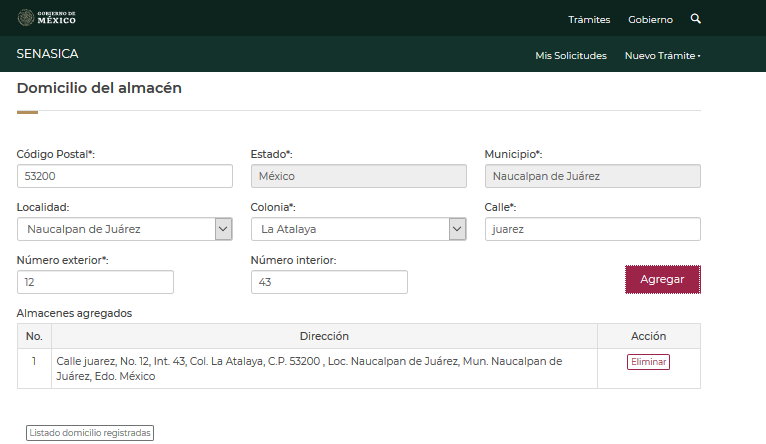 GOBIERNO DE
MÉXICO
Trámites
Gobierno
SENASICA
Mis Solicitudes
Nuevo Trámite
Domicilio del almacén
Código Postal*:
Estado*:
Municipio*:
53200
México
Naucalpan de Juárez
Localidad:
Colonia*:
Calle*:
Naucalpan de Juárez
La Atalaya
juarez
Número exterior*:
Número interior:
12
43
Agregar
Almacenes agregados
No.
Dirección
Acción
1
Calle juarez, No. 12, Int. 43, Col. La Atalaya, C.P. 53200 , Loc. Naucalpan de Juárez, Mun. Naucalpan de
Juárez, Edo. México
Eliminar
Listado domicilio registradas